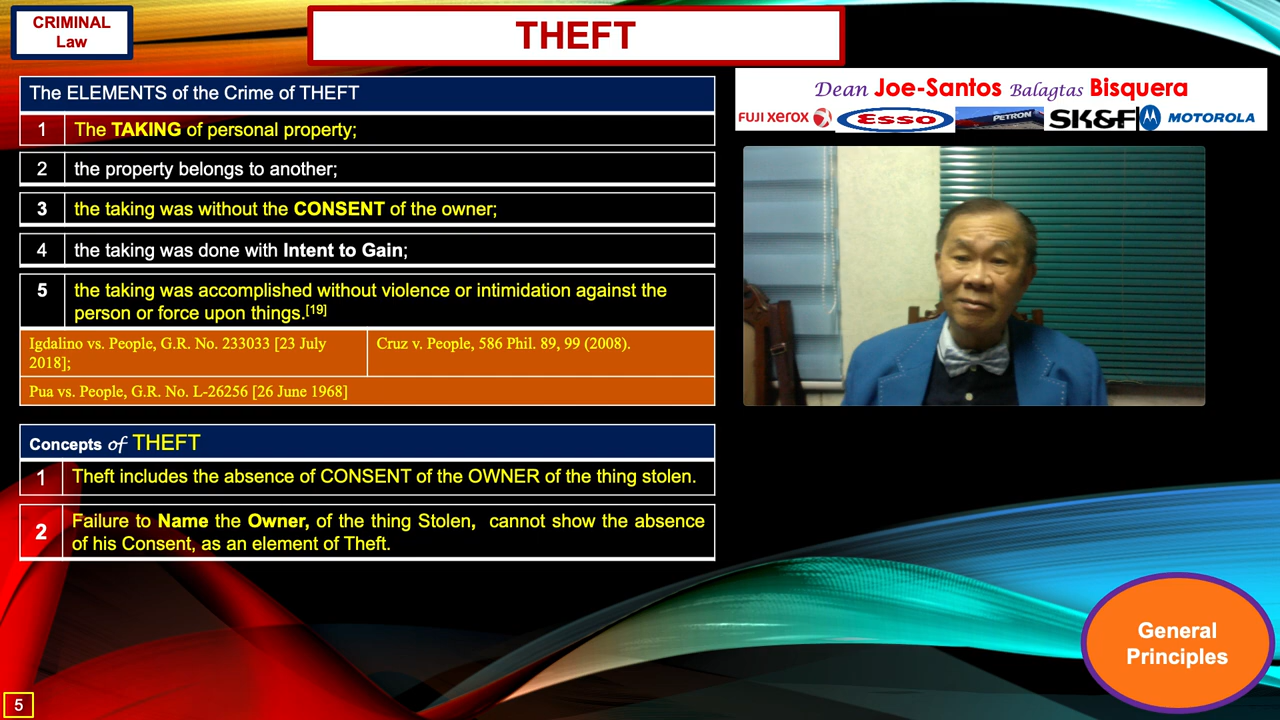 CRIMINAL
Law
THEFT
The ELEMENTS of the Crime of THEFT
1 The TAKING of personal property;
2 the property belongs to another;
3 the taking was without the CONSENT of the owner;
4 the taking was done with Intent to Gain;
5 the taking was accomplished without violence or intimidation against the
person or force upon things.[19]
Igdalino vs. People, G.R. No. 233033 [23 July
2018];
Cruz v. People, 586 Phil. 89, 99 (2008).
Pua vs. People, G.R. No. L-26256 [26 June 1968]
Concepts of THEFT
1 Theft includes the absence of CONSENT of the OWNER of the thing stolen.
2 Failure to Name the Owner, of the thing Stolen, cannot show the absence
of his Consent, as an element of Theft.
Dean Joe-Santos Balagtas Bisquera
FUJI XEROX Esso PETRON SK&F MOTOROLA
General
Principles
5